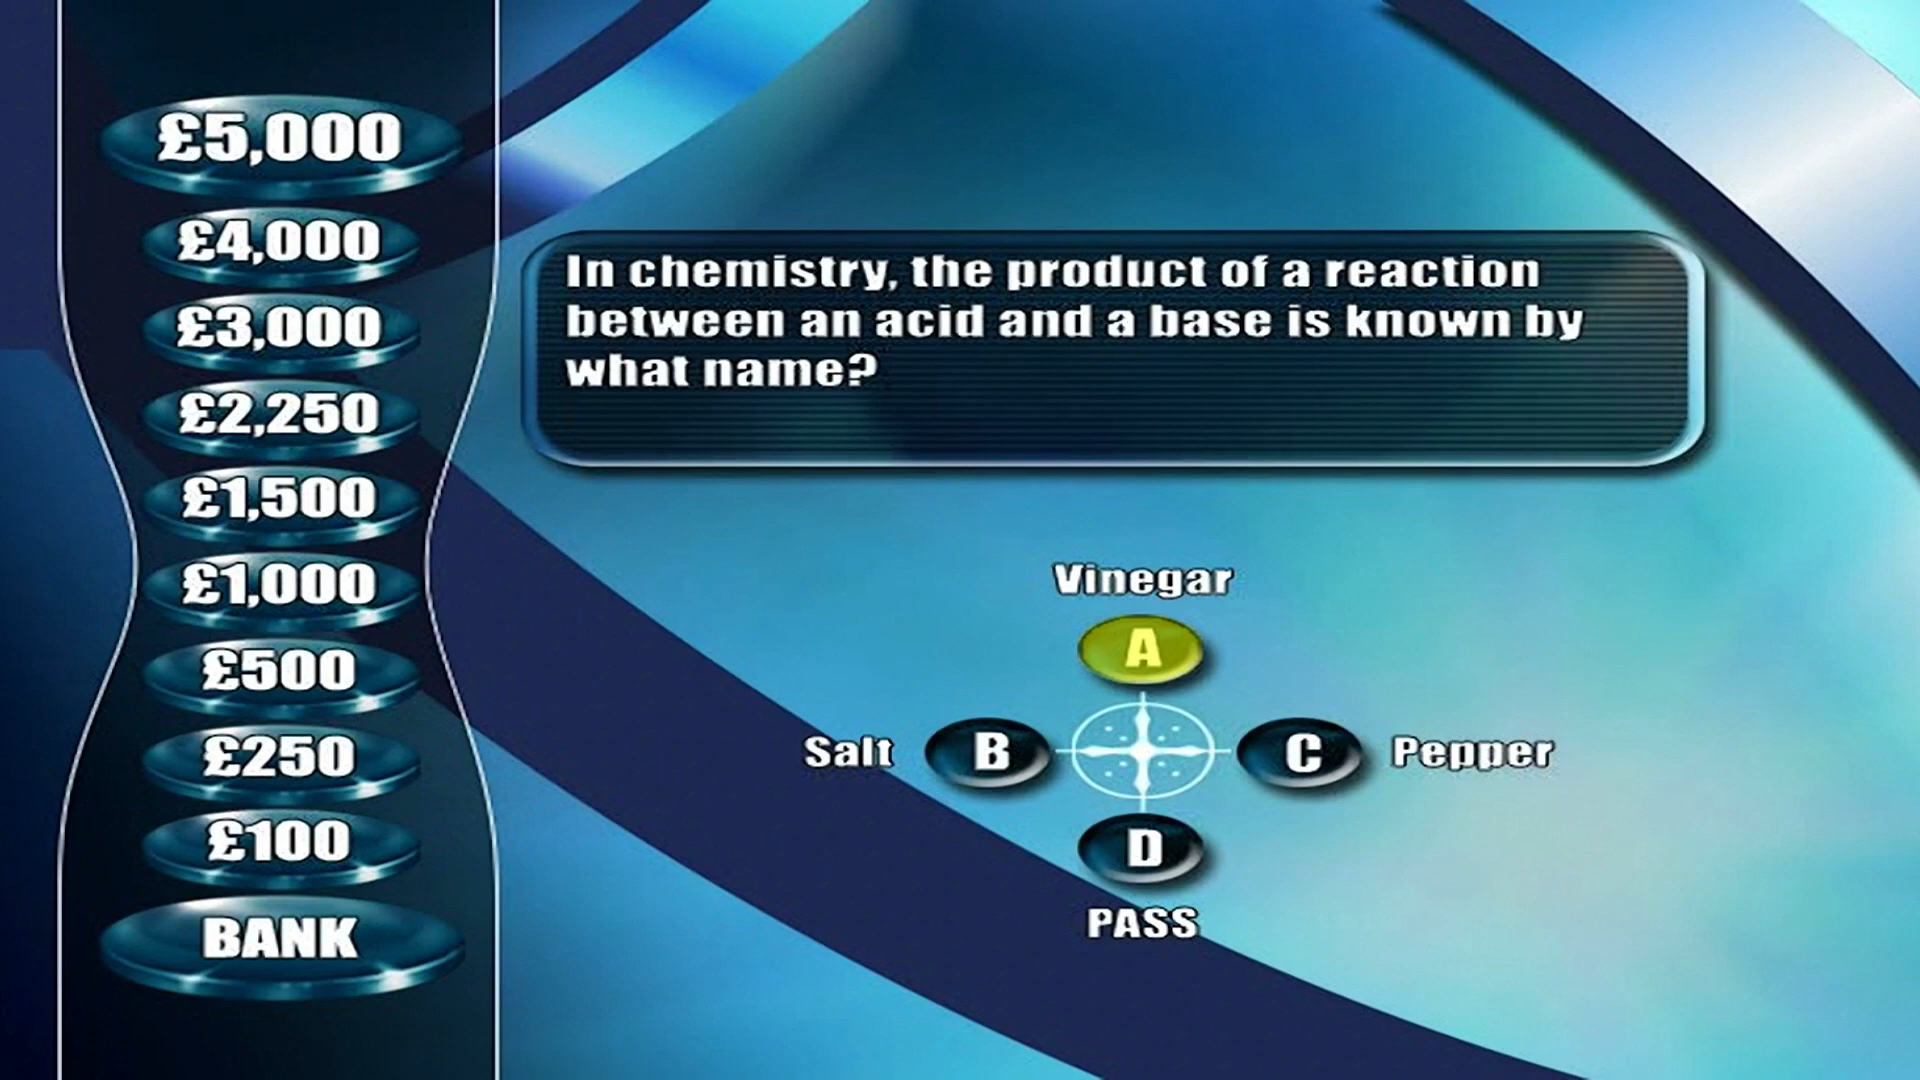 £5,000
£4,000
£3,000
£2,250
£1,500
£1,000
£500
£250
£100
BANK
In chemistry, the product of a reaction
between an acid and a base is known by
what name?
Vinegar
A
Salt B C Pepper
D
PASS